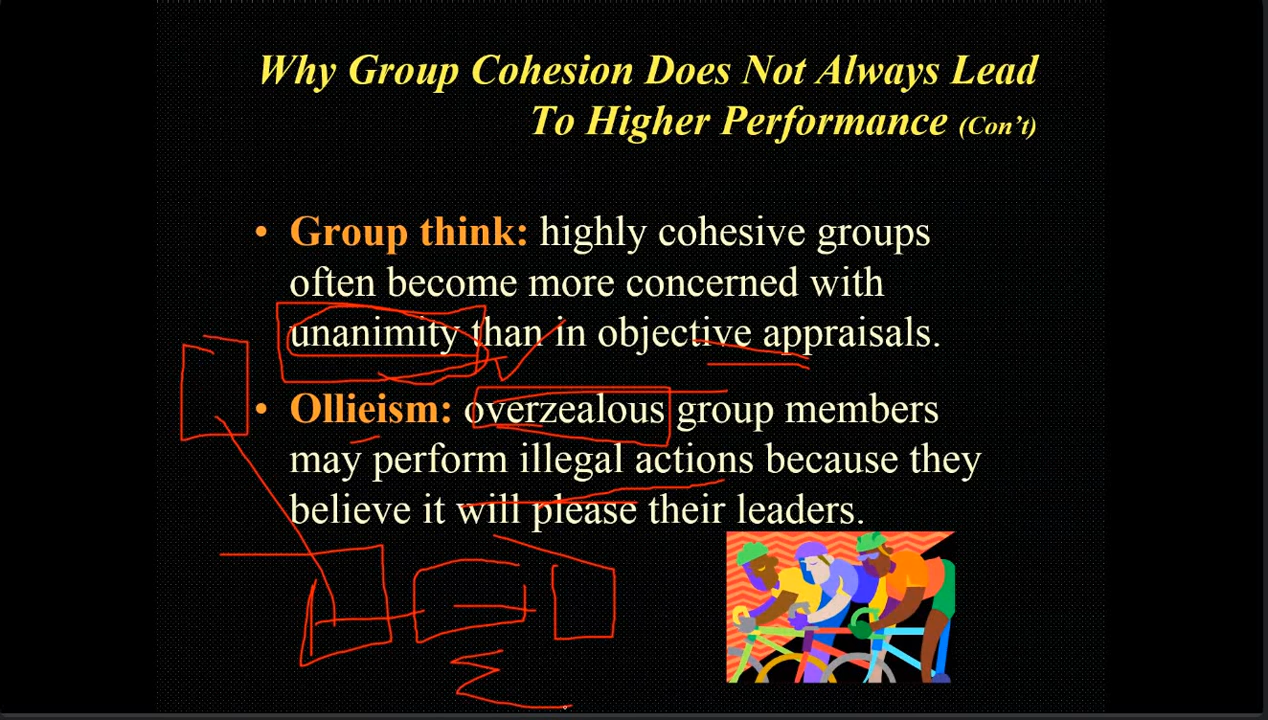 Why Group Cohesion Does Not Always Lead
To Higher Performance (Con't)
• Group think: highly cohesive groups
often become more concerned with
unanimity than in objective appraisals.
• Ollieism: overzealous group members
may perform illegal actions because they
believe it will please their leaders.